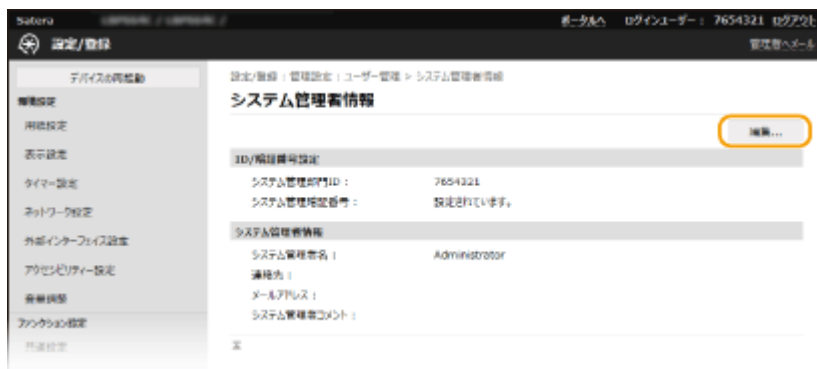 Satera
ポータルへ ログインユーザー： 7654321 ログアウト
設定/登録
管理者へメール
デバイスの再起動
設定/登録：管理設定：ユーザー管理 > システム管理者情報
環境設定
システム管理者情報
用紙設定
編集...
表示設定
ID/暗証番号設定
タイマー設定
システム管理部門ID： 7654321
システム管理暗証番号： 設定されています。
ネットワーク設定
外部インターフェイス設定
システム管理者情報
システム管理者名： Administrator
アクセシビリティー設定
連絡先：
メールアドレス：
音量調整
システム管理者コメント：
ファンクション設定
共通設定